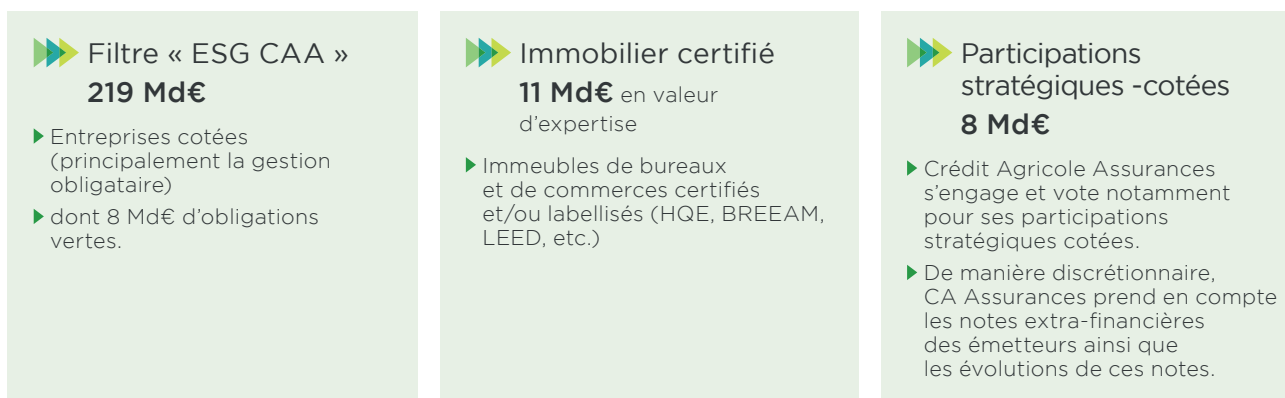 Filtre « ESG CAA »
219 Md€
Entreprises cotées
(principalement la gestion
obligataire)
dont 8 Md€ d'obligations
vertes.
Immobilier certifié
11 Md€ en valeur
d'expertise
Immeubles de bureaux
et de commerces certifiés
et/ou labellisés (HQE, BREEAM,
LEED, etc.)
Participations
stratégiques -cotées
8 Md€
Crédit Agricole Assurances
s'engage et vote notamment
pour ses participations
stratégiques cotées.
De manière discrétionnaire,
CA Assurances prend en compte
les notes extra-financières
des émetteurs ainsi que
les évolutions de ces notes.